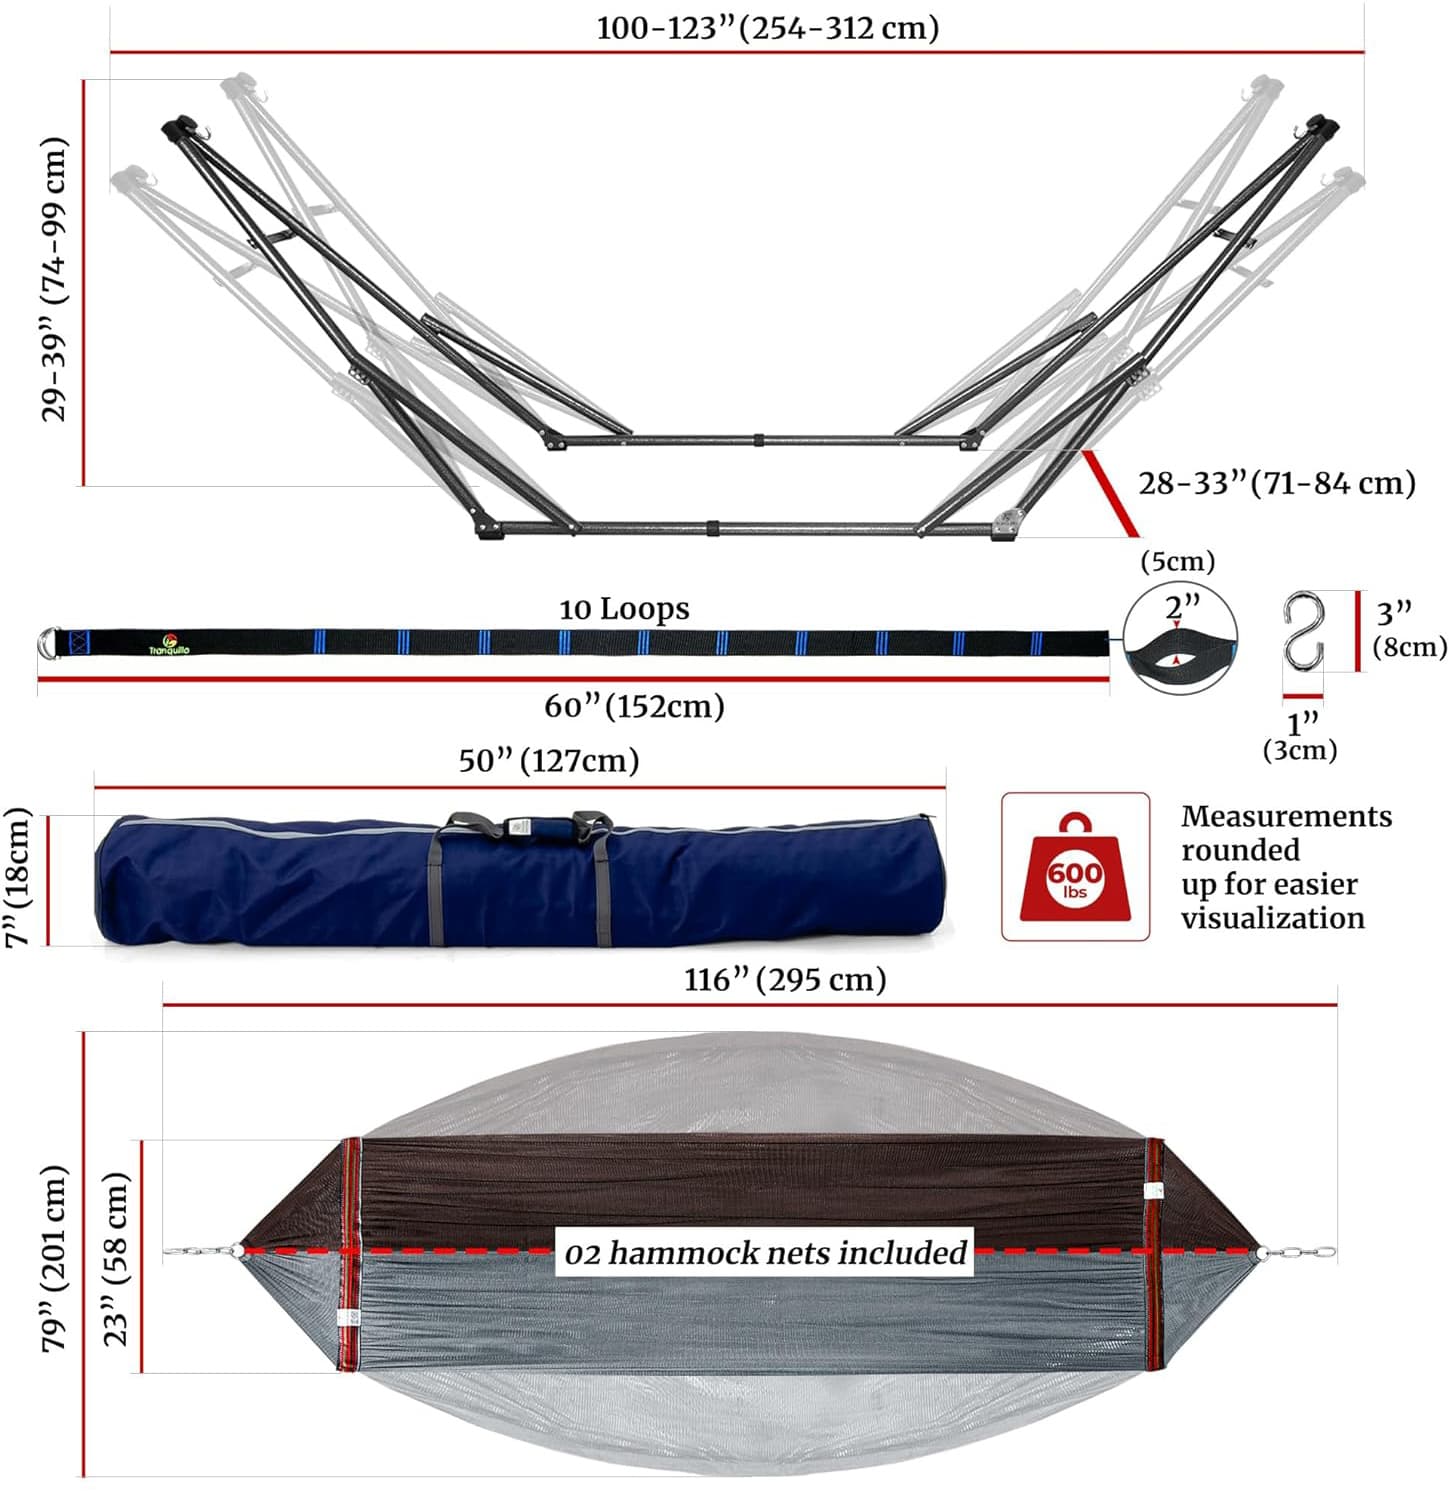 100-123” (254-312 cm)
29-39” (74-99 cm)
28-33” (71-84 cm)
(5cm)
2”
10 Loops
Tranquillo
60” (152cm)
3”
(8cm)
1”
(3cm)
50” (127cm)
7” (18cm)
600
lbs
Measurements
rounded
up for easier
visualization
116” (295 cm)
79” (201 cm)
23” (58 cm)
02 hammock nets included